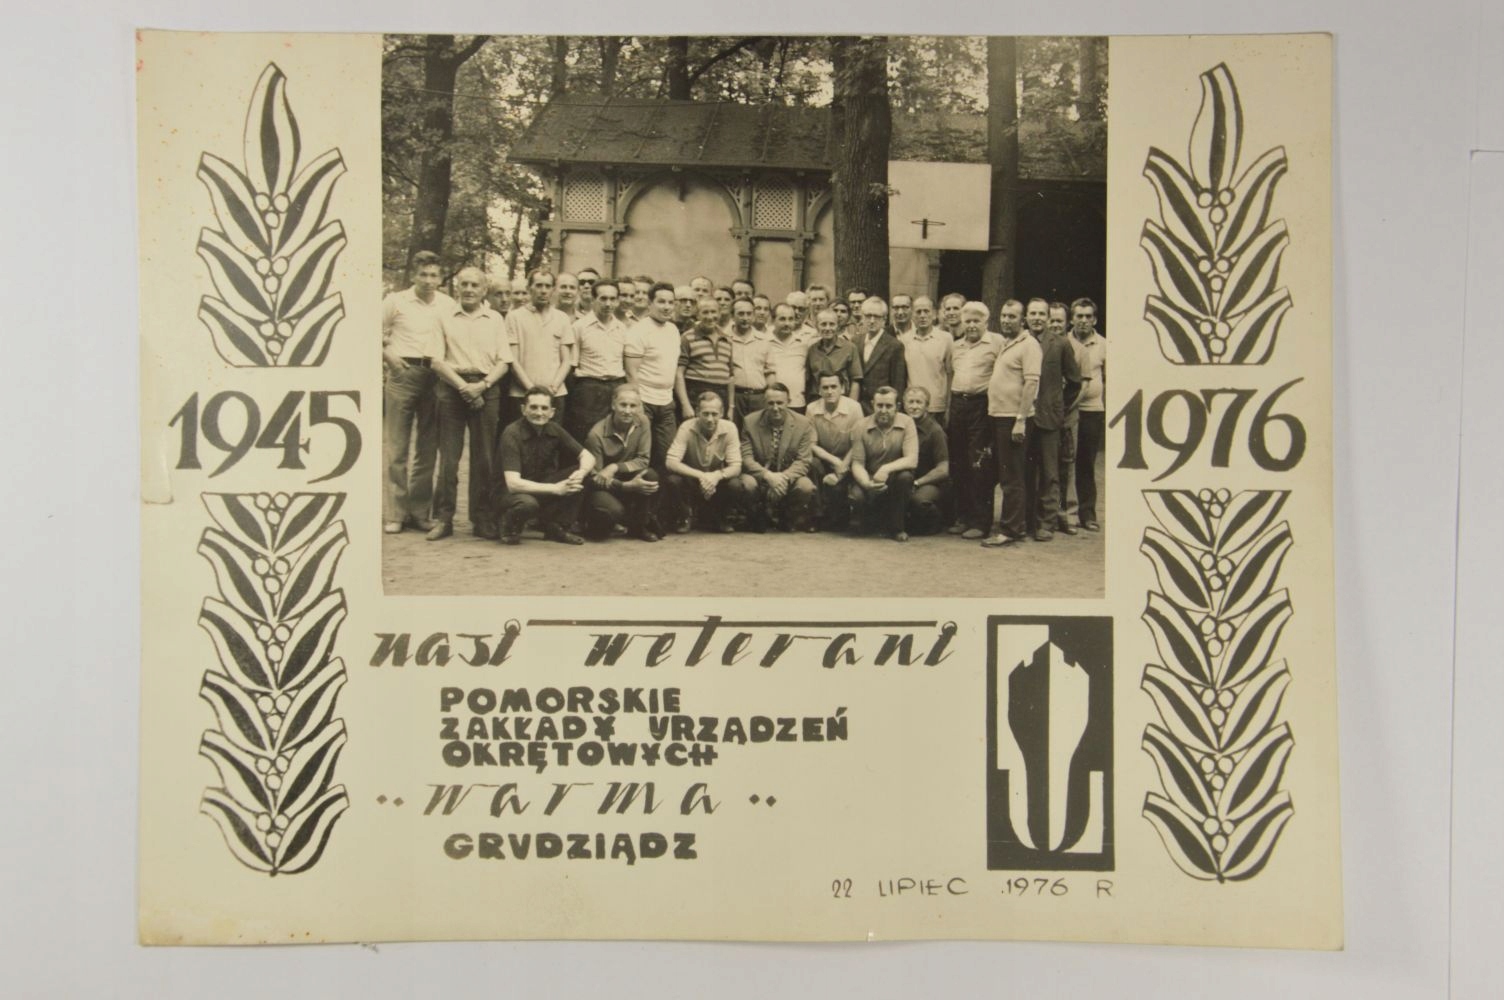 1945
1976
nasi weterani
POMORSKIE
ZAKŁADY URZĄDZEŃ
OKRĘTOWYCH
"warma"
GRUDZIĄDZ
22 LIPIEC 1976 R